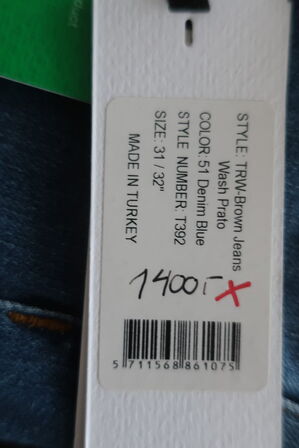 STYLE: TRW-Brown Jeans
Wash Prato
COLOR: 51 Denim Blue
STYLE NUMBER: T392
SIZE: 31 / 32"
MADE IN TURKEY
1400,- X
5 711568 861075